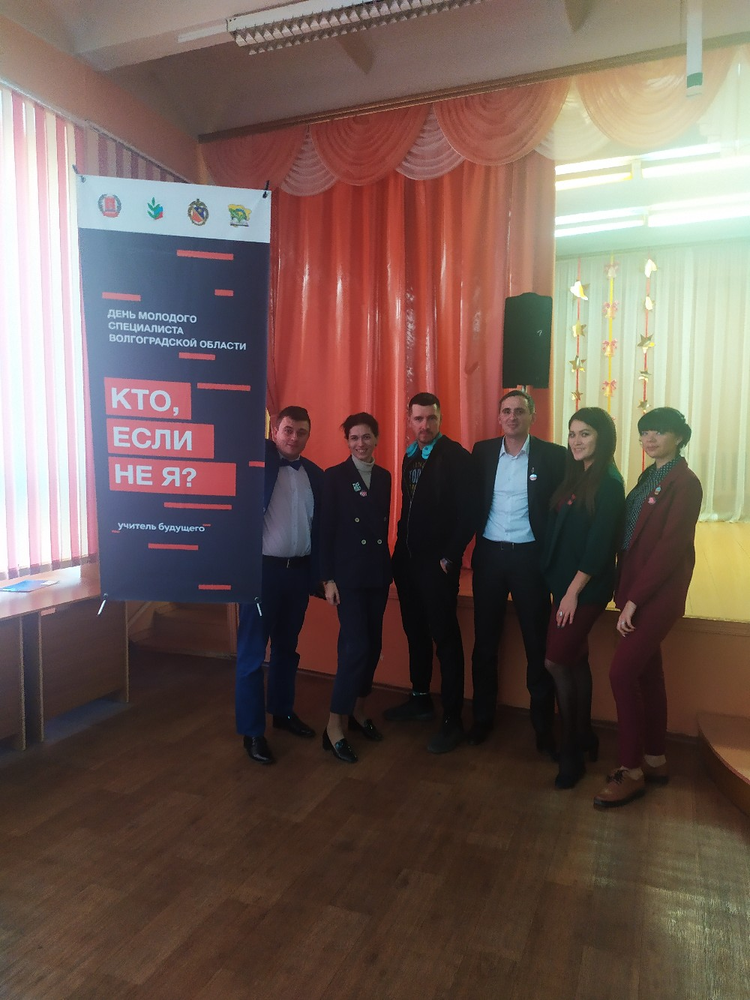 ДЕНЬ МОЛОДОГО
СПЕЦИАЛИСТА
ВОЛГОГРАДСКОЙ ОБЛАСТИ
КТО,
ЕСЛИ
НЕ Я?
учитель будущего